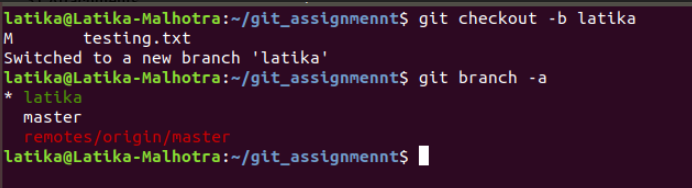 latika@Latika-Malhotra:~/git_assignmennt$ git checkout -b latika
M       testing.txt
Switched to a new branch 'latika'
latika@Latika-Malhotra:~/git_assignmennt$ git branch -a
* latika
  master
  remotes/origin/master
latika@Latika-Malhotra:~/git_assignmennt$